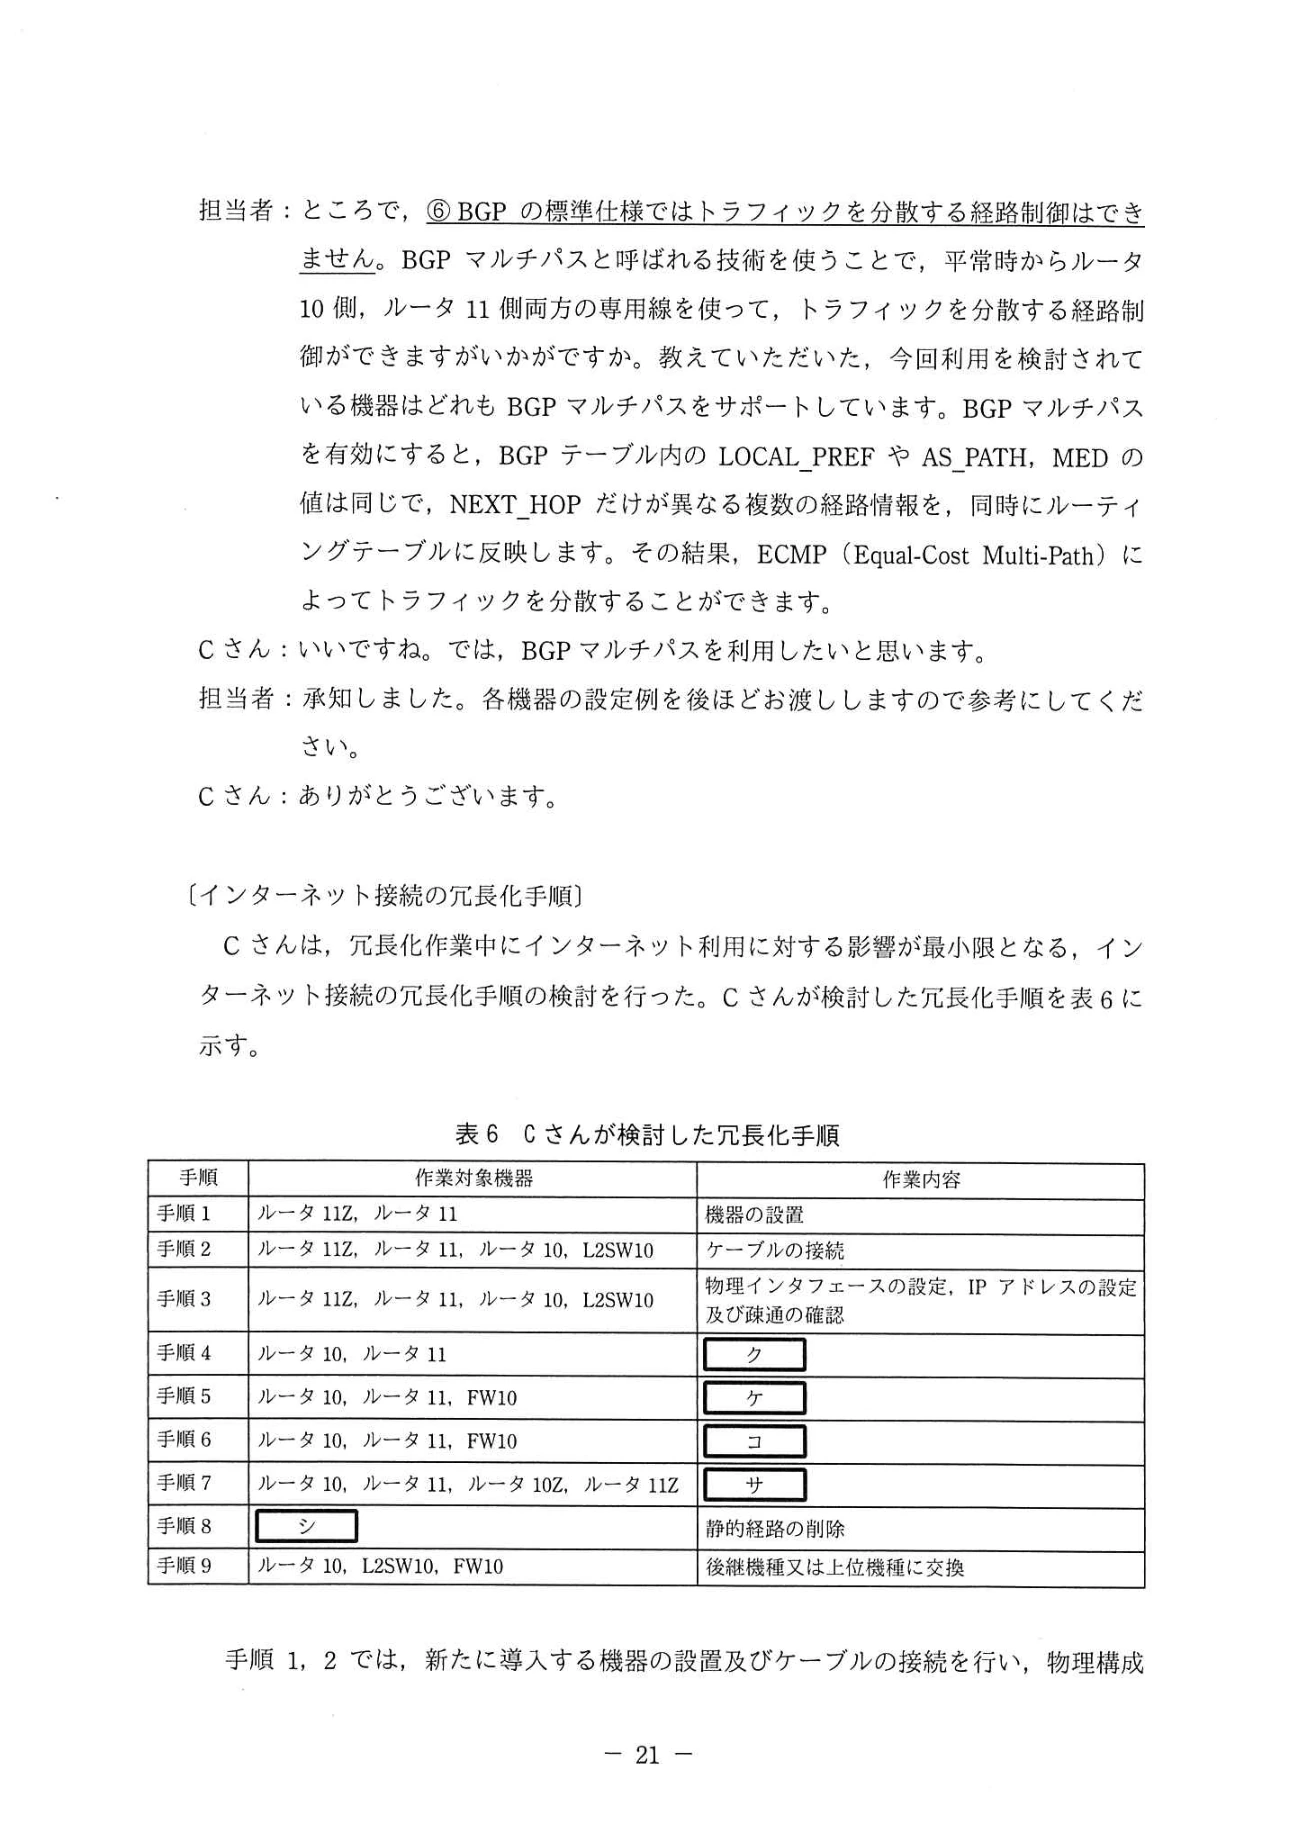 担当者：ところで，⑥BGP の標準仕様ではトラフィックを分散する経路制御はでき
ません。BGP マルチパスと呼ばれる技術を使うことで，平常時からルータ
10 側，ルータ 11 側両方の専用線を使って，トラフィックを分散する経路制
御ができますがいかがですか。教えていただいた，今回利用を検討されて
いる機器はどれも BGP マルチパスをサポートしています。BGP マルチパス
を有効にすると，BGP テーブル内の LOCAL_PREF や AS_PATH，MED の
値は同じで，NEXT_HOP だけが異なる複数の経路情報を，同時にルーティ
ングテーブルに反映します。その結果，ECMP（Equal-Cost Multi-Path）に
よってトラフィックを分散することができます。
C さん：いいですね。では，BGP マルチパスを利用したいと思います。
担当者：承知しました。各機器の設定例を後ほどお渡ししますので参考にしてくだ
さい。
C さん：ありがとうございます。
〔インターネット接続の冗長化手順〕
C さんは，冗長化作業中にインターネット利用に対する影響が最小限となる，イン
ターネット接続の冗長化手順の検討を行った。C さんが検討した冗長化手順を表 6 に
示す。
表 6 C さんが検討した冗長化手順
手順 作業対象機器 作業内容
手順 1 ルータ 11Z，ルータ 11 機器の設置
手順 2 ルータ 11Z，ルータ 11，ルータ 10，L2SW10 ケーブルの接続
手順 3 ルータ 11Z，ルータ 11，ルータ 10，L2SW10 物理インタフェースの設定，IP アドレスの設定
及び疎通の確認
手順 4 ルータ 10，ルータ 11 ク
手順 5 ルータ 10，ルータ 11，FW10 ケ
手順 6 ルータ 10，ルータ 11，FW10 コ
手順 7 ルータ 10，ルータ 11，ルータ 10Z，ルータ 11Z サ
手順 8 シ 静的経路の削除
手順 9 ルータ 10，L2SW10，FW10 後継機種又は上位機種に交換
手順 1，2 では，新たに導入する機器の設置及びケーブルの接続を行い，物理構成
－ 21 －